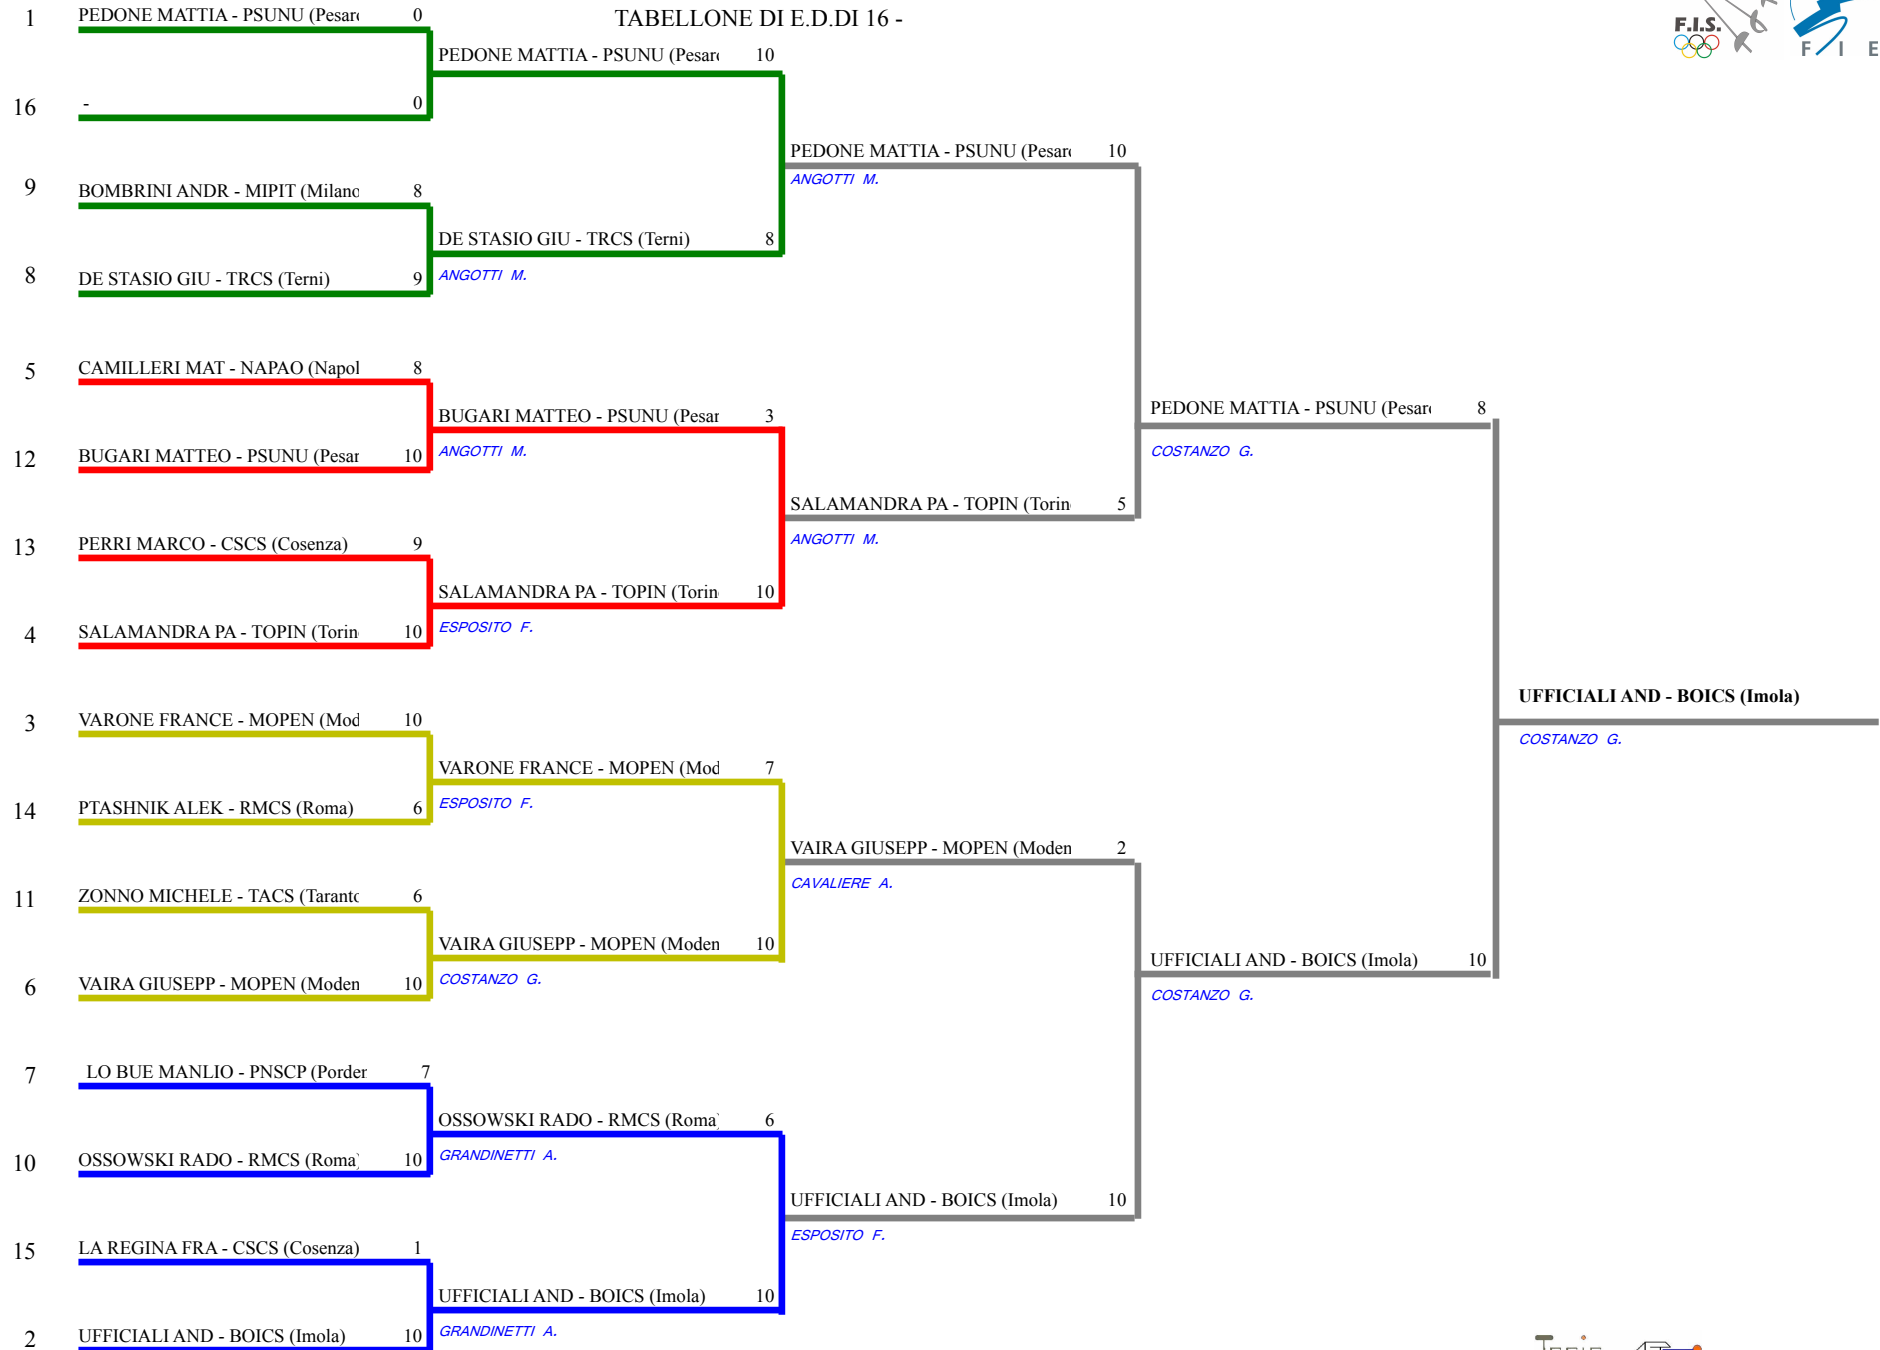 TABELLONE DI E.D.DI 16 -
F.I.S.
F I E
1 PEDONE MATTIA - PSUNU (Pesar 0
PEDONE MATTIA - PSUNU (Pesar 10
16 - 0
PEDONE MATTIA - PSUNU (Pesar 10
ANGOTTI M.
9 BOMBRINI ANDR - MIPIT (Milano 8
DE STASIO GIU - TRCS (Terni) 8
ANGOTTI M.
8 DE STASIO GIU - TRCS (Terni) 9
5 CAMILLERI MAT - NAPAO (Napol 8
BUGARI MATTEO - PSUNU (Pesar 3
ANGOTTI M.
PEDONE MATTIA - PSUNU (Pesar 8
COSTANZO G.
12 BUGARI MATTEO - PSUNU (Pesar 10
SALAMANDRA PA - TOPIN (Torin 5
ANGOTTI M.
13 PERRI MARCO - CSCS (Cosenza) 9
SALAMANDRA PA - TOPIN (Torin 10
ESPOSITO F.
4 SALAMANDRA PA - TOPIN (Torin 10
UFFICIALI AND - BOICS (Imola)
COSTANZO G.
3 VARONE FRANCE - MOPEN (Mod 10
VARONE FRANCE - MOPEN (Mod 7
ESPOSITO F.
14 PTASHNIK ALEK - RMCS (Roma) 6
VAIRA GIUSEPP - MOPEN (Moden 2
CAVALIERE A.
11 ZONNO MICHELE - TACS (Taranto 6
VAIRA GIUSEPP - MOPEN (Moden 10
COSTANZO G.
UFFICIALI AND - BOICS (Imola) 10
COSTANZO G.
6 VAIRA GIUSEPP - MOPEN (Moden 10
7 LO BUE MANLIO - PNSCP (Porden 7
OSSOWSKI RADO - RMCS (Roma) 6
GRANDINETTI A.
10 OSSOWSKI RADO - RMCS (Roma) 10
UFFICIALI AND - BOICS (Imola) 10
ESPOSITO F.
15 LA REGINA FRA - CSCS (Cosenza) 1
UFFICIALI AND - BOICS (Imola) 10
GRANDINETTI A.
2 UFFICIALI AND - BOICS (Imola) 10